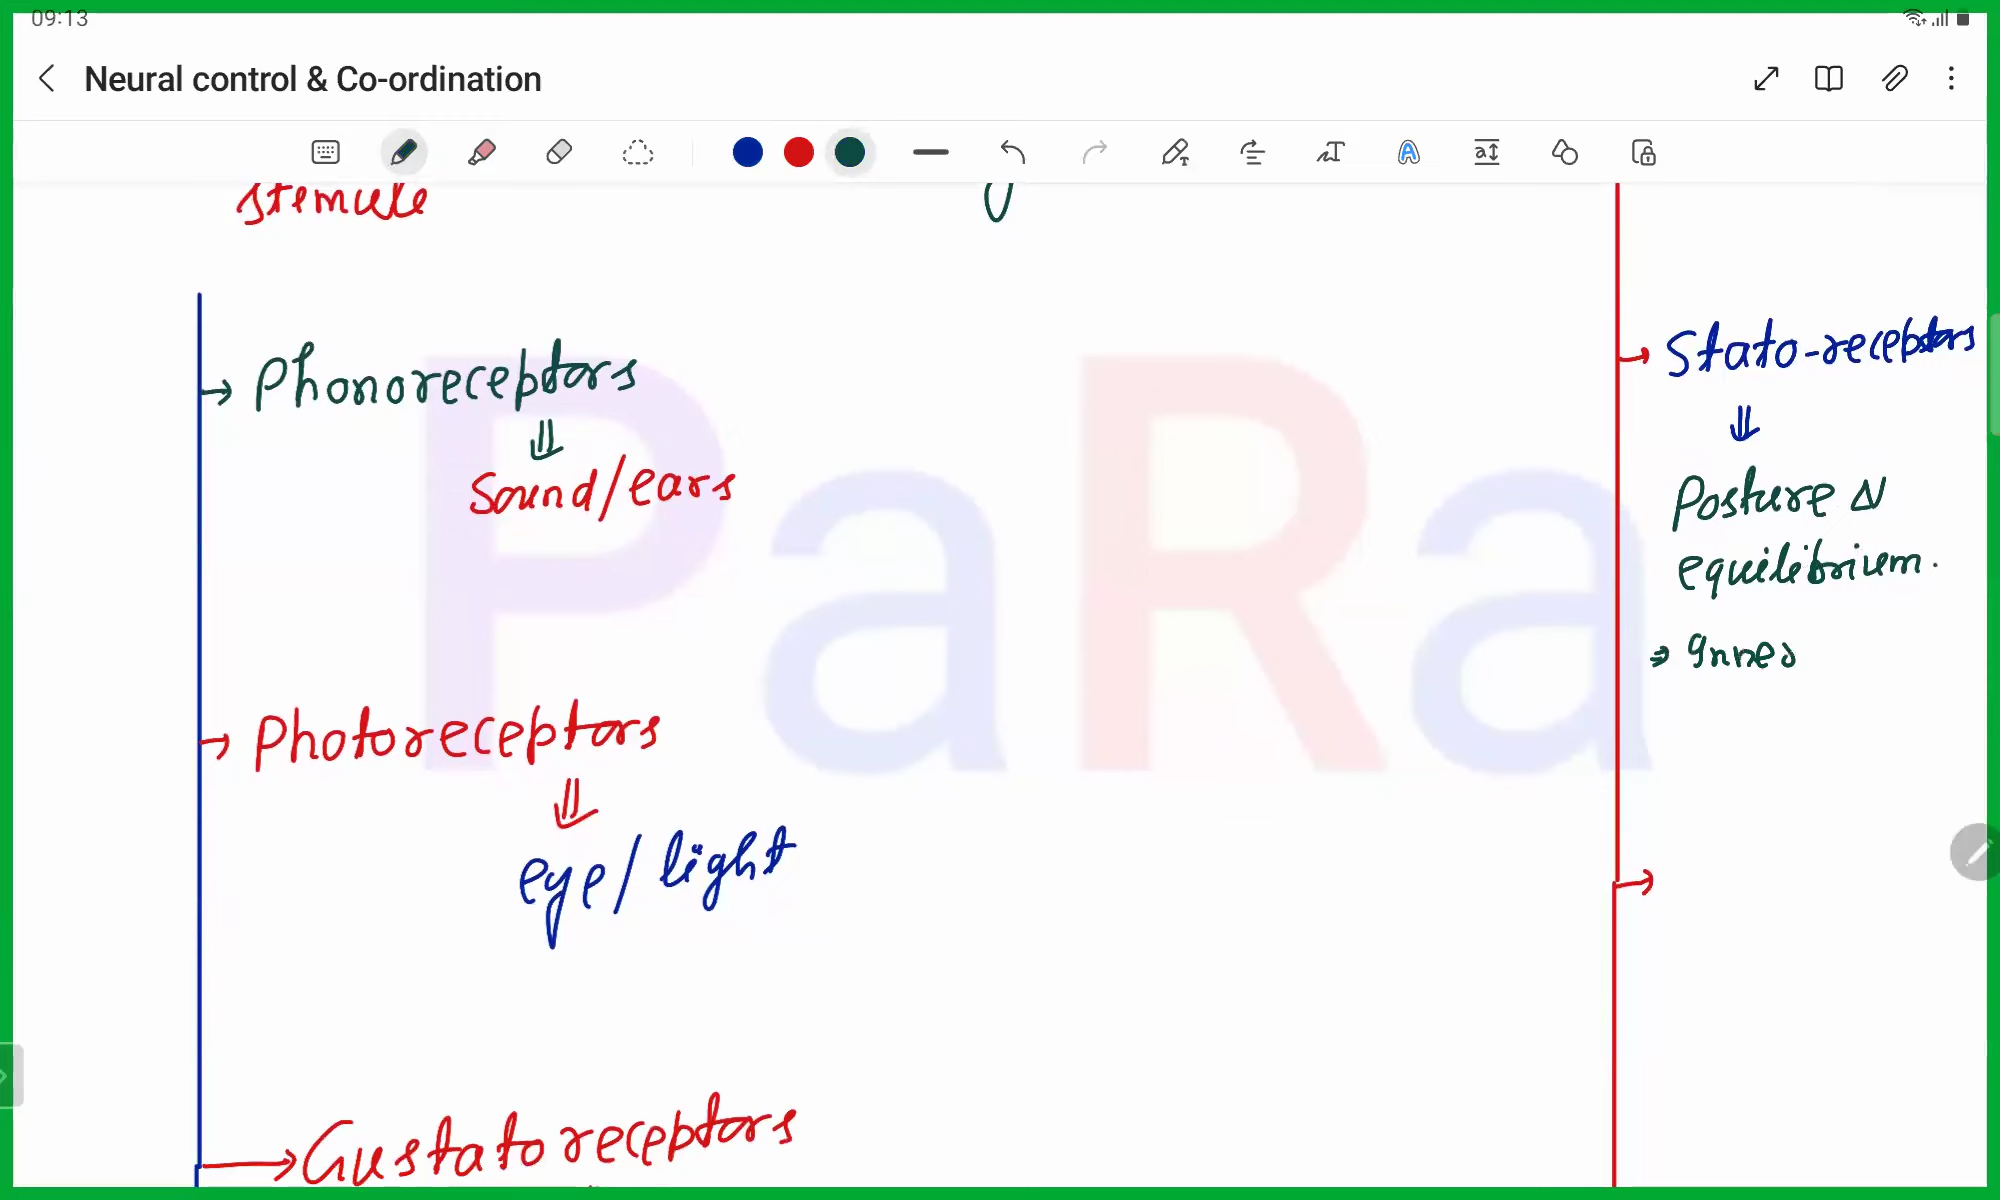 09:13
Neural control & Co-ordination
stemule
Phonoreceptors
Sound/ears
Photoreceptors
eye/light
Gustatoreceptors
Stato-receptors
Posture &
equilibrium.
Inner
PaRa